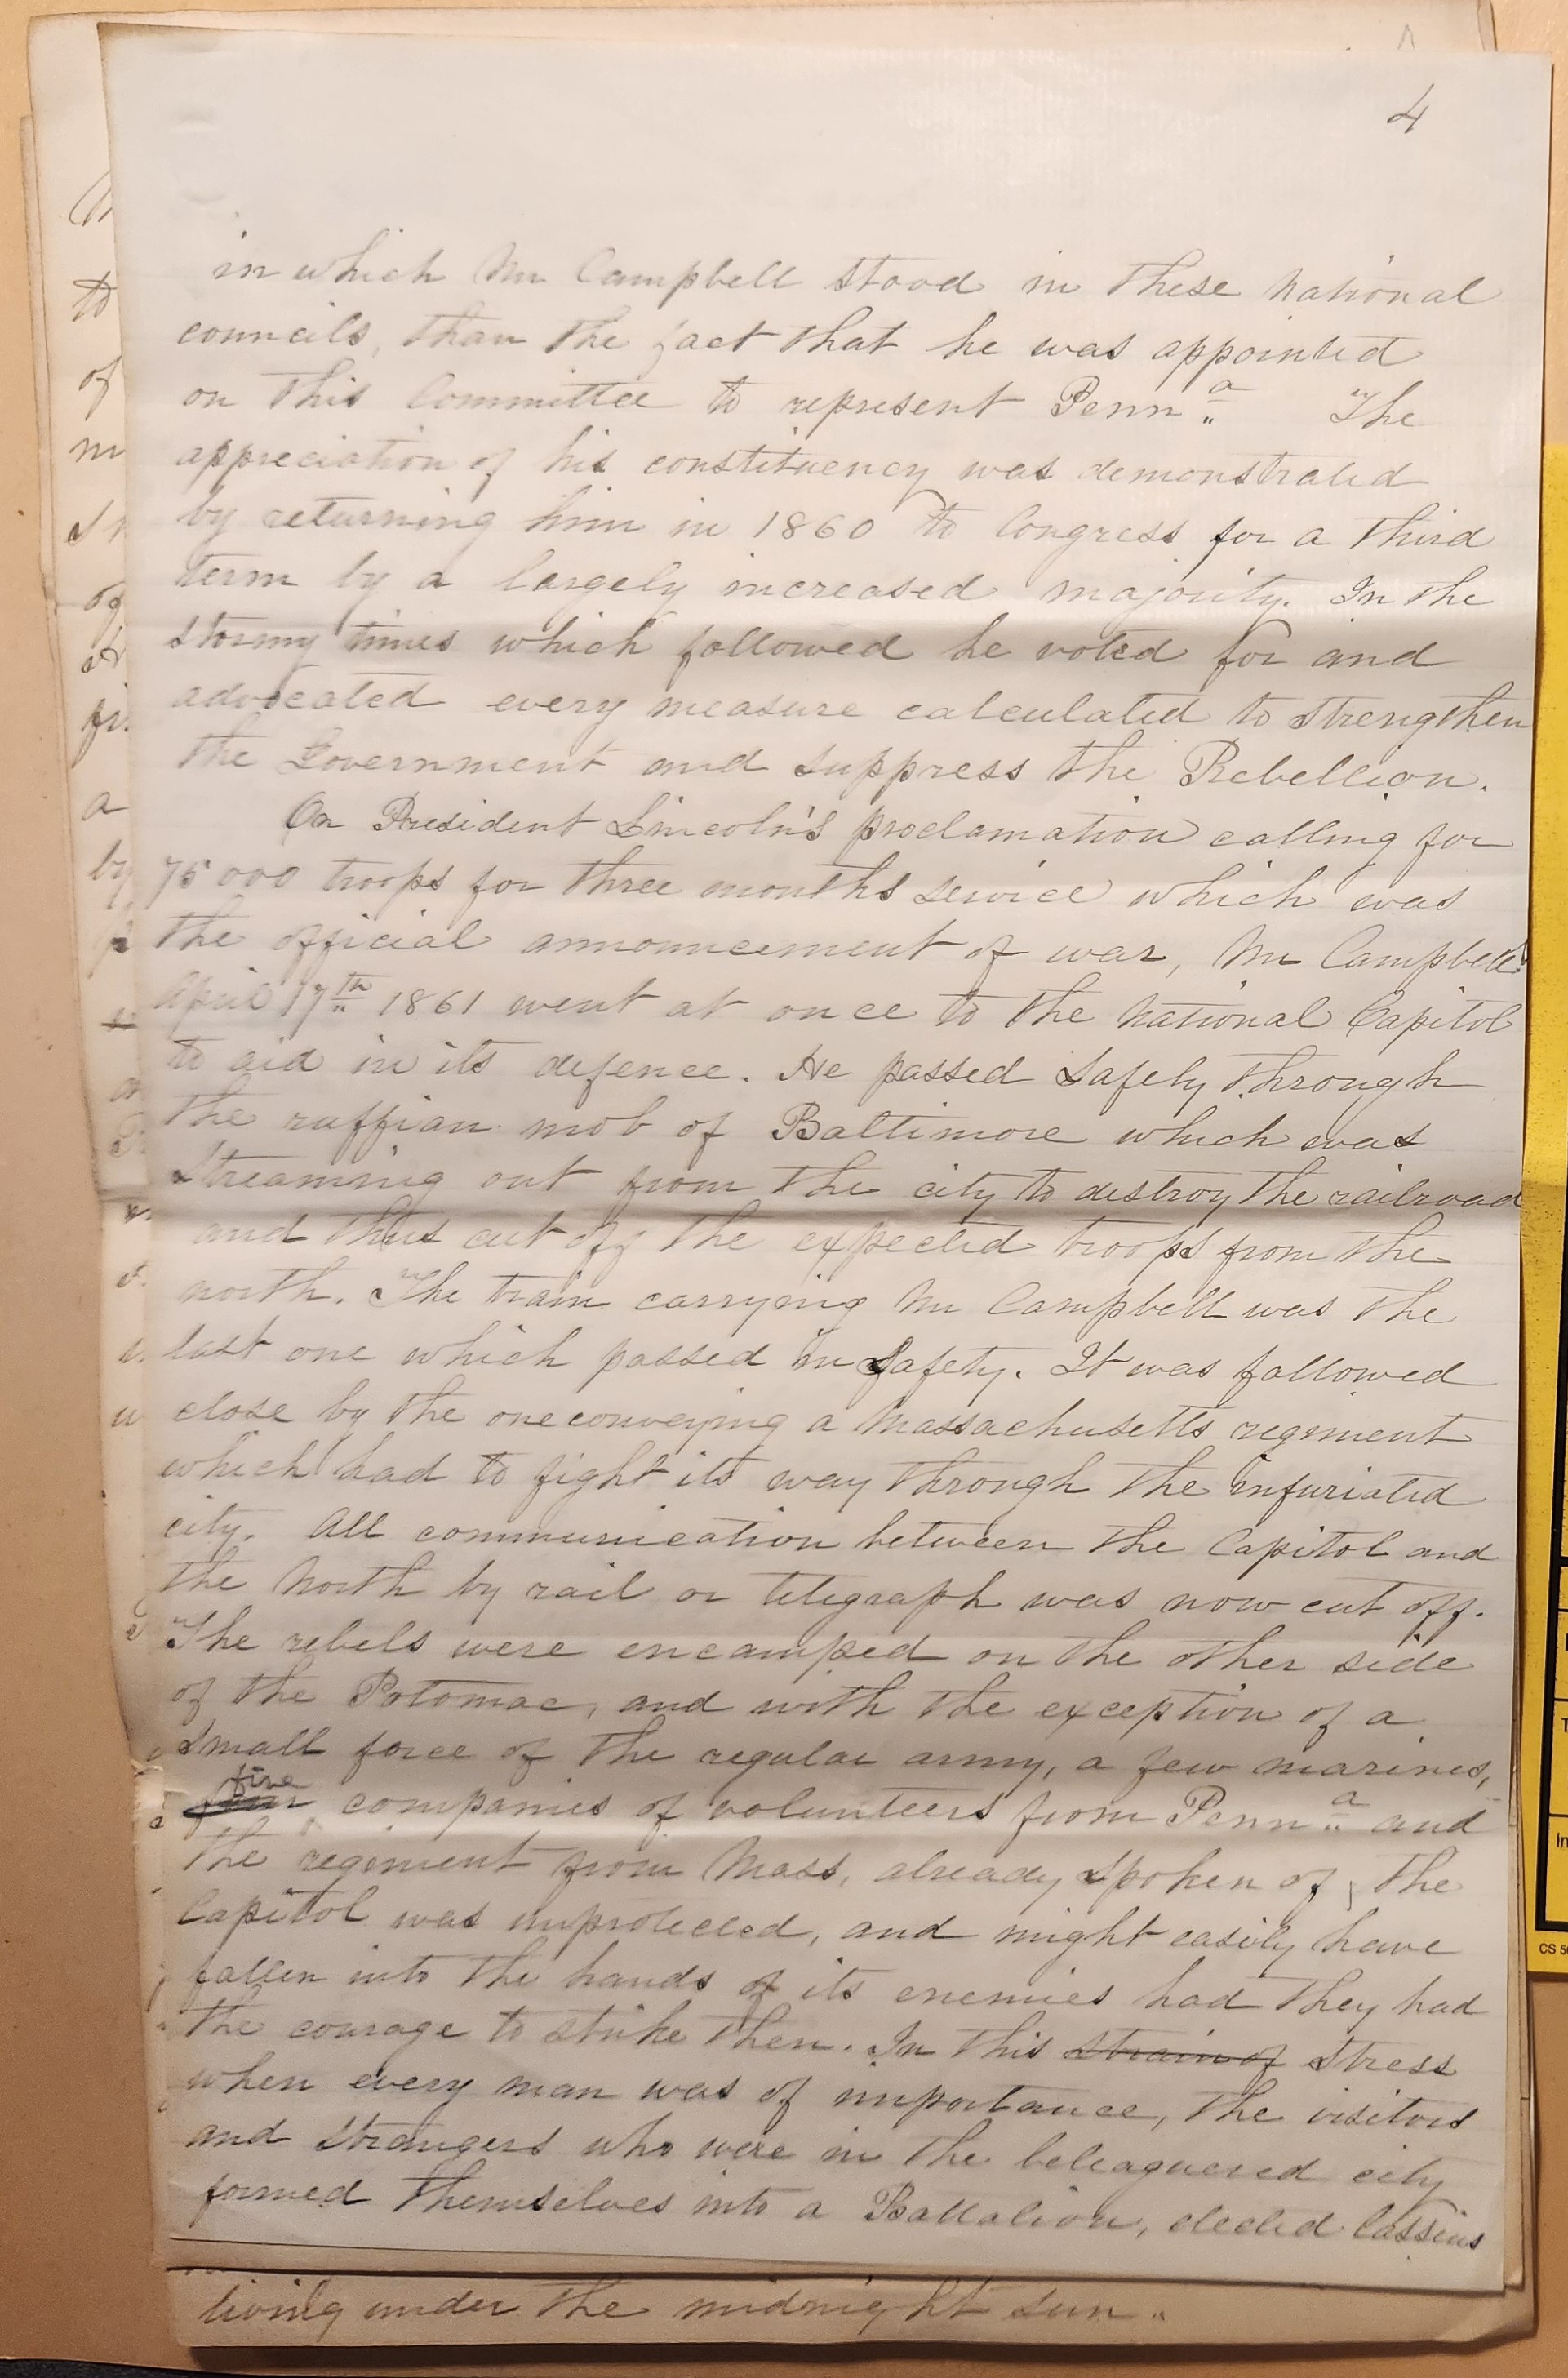 4
in which Mr Campbell stood in these National
councils, than the fact that he was appointed
on this Committee to represent Penna The
appreciation of his constituency was demonstrated
by returning him in 1860 to Congress for a third
term by a largely increased majority. In the
stormy times which followed he voted for and
advocated every measure calculated to strengthen
the Government and suppress the Rebellion.
On President Lincoln's proclamation calling for
75000 troops for three months service which was
the official announcement of war, Mr Campbell
April 17th 1861 went at once to the National Capitol
to aid in its defence. He passed safely through
the ruffian mob of Baltimore which was
streaming out from the city to destroy the railroad
and thus cut off the expected troops from the
north. The train carrying Mr Campbell was the
last one which passed in safety. It was followed
close by the one conveying a Massachusetts regiment
which had to fight its way through the infuriated
city. All communication between the Capitol and
the North by rail or telegraph was now cut off.
The rebels were encamped on the other side
of the Potomac, and with the exception of a
small force of the regular army, a few marines,
five
four companies of volunteers from Penna and
the regiment from Mass, already spoken of, the
Capitol was unprotected, and might easily have
fallen into the hands of its enemies had they had
the courage to strike then. In this strain of stress
when every man was of importance, the visitors
and strangers who were in the beleaguered city
formed themselves into a Battalion, elected Cassius
living under the midnight sun."